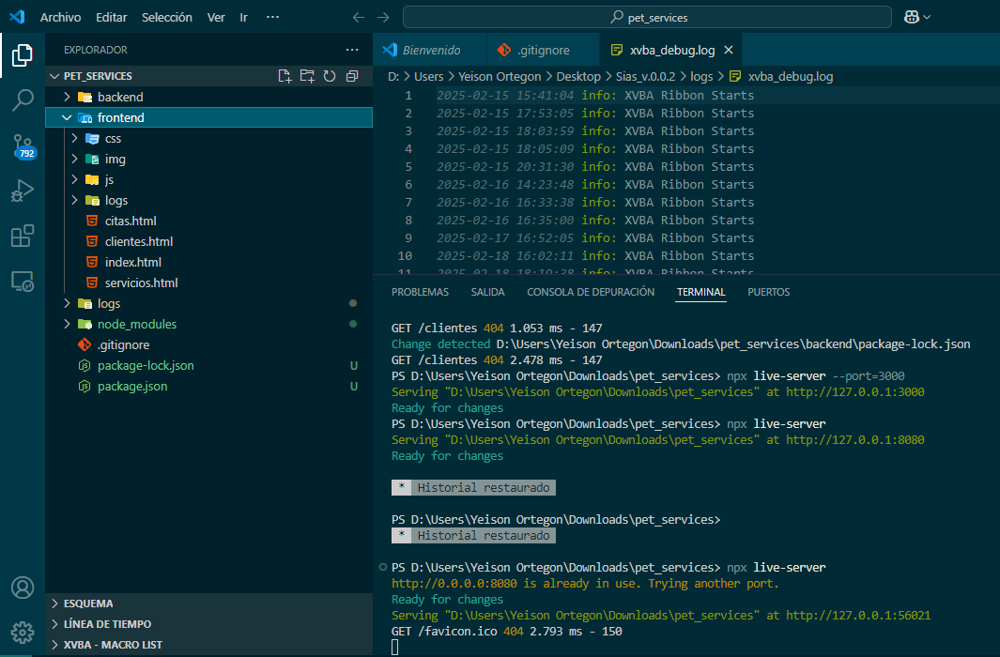 Archivo Editar Selección Ver Ir ··· pet_services
EXPLORADOR ···
PET_SERVICES
backend
frontend
css
img
js
logs
citas.html
clientes.html
index.html
servicios.html
logs
node_modules
.gitignore
package-lock.json U
package.json U
792
ESQUEMA
LÍNEA DE TIEMPO
XVBA - MACRO LIST
Bienvenido .gitignore xvba_debug.log
D: > Users > Yeison Ortegon > Desktop > Sias_v.0.0.2 > logs > xvba_debug.log
1 2025-02-15 15:41:04 info: XVBA Ribbon Starts
2 2025-02-15 17:53:05 info: XVBA Ribbon Starts
3 2025-02-15 18:03:59 info: XVBA Ribbon Starts
4 2025-02-15 18:05:09 info: XVBA Ribbon Starts
5 2025-02-15 20:31:30 info: XVBA Ribbon Starts
6 2025-02-16 14:23:48 info: XVBA Ribbon Starts
7 2025-02-16 16:33:38 info: XVBA Ribbon Starts
8 2025-02-16 16:35:00 info: XVBA Ribbon Starts
9 2025-02-17 16:52:05 info: XVBA Ribbon Starts
10 2025-02-18 16:02:11 info: XVBA Ribbon Starts
11 2025-02-18 18:19:38 info: XVBA Ribbon Starts
PROBLEMAS SALIDA CONSOLA DE DEPURACIÓN TERMINAL PUERTOS
GET /clientes 404 1.053 ms - 147
Change detected D:\Users\Yeison Ortegon\Downloads\pet_services\backend\package-lock.json
GET /clientes 404 2.478 ms - 147
PS D:\Users\Yeison Ortegon\Downloads\pet_services> npx live-server --port=3000
Serving "D:\Users\Yeison Ortegon\Downloads\pet_services" at http://127.0.0.1:3000
Ready for changes
PS D:\Users\Yeison Ortegon\Downloads\pet_services> npx live-server
Serving "D:\Users\Yeison Ortegon\Downloads\pet_services" at http://127.0.0.1:8080
Ready for changes
* Historial restaurado
PS D:\Users\Yeison Ortegon\Downloads\pet_services>
* Historial restaurado
PS D:\Users\Yeison Ortegon\Downloads\pet_services> npx live-server
http://0.0.0.0:8080 is already in use. Trying another port.
Ready for changes
Serving "D:\Users\Yeison Ortegon\Downloads\pet_services" at http://127.0.0.1:56021
GET /favicon.ico 404 2.793 ms - 150